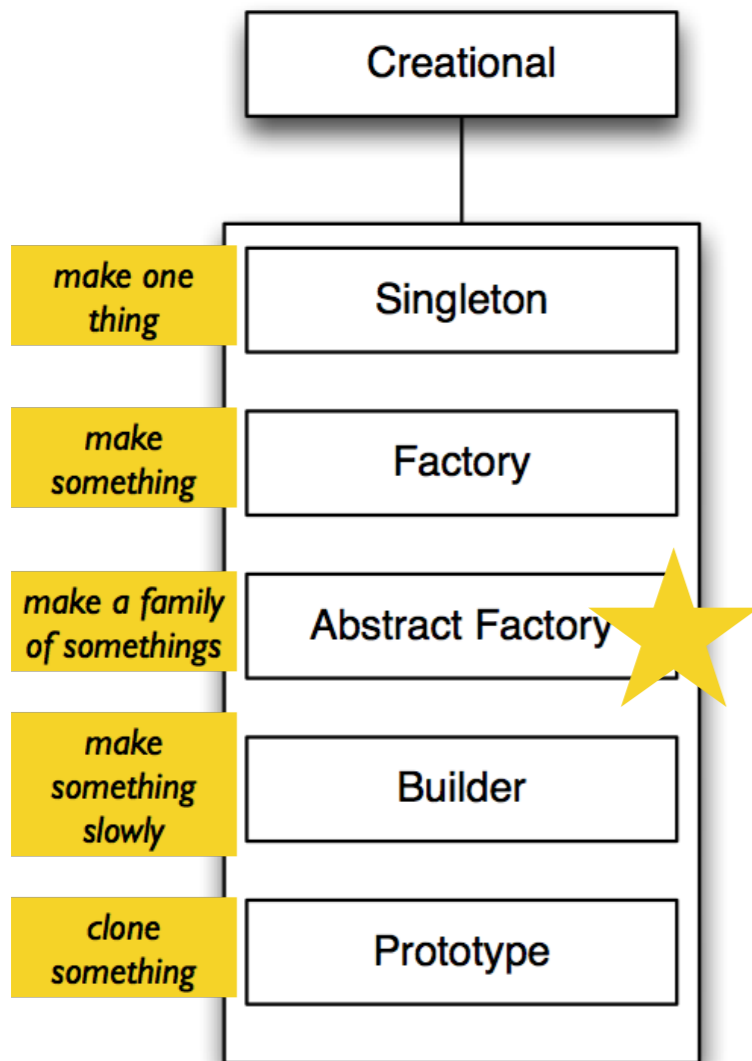 Creational
make one
thing
Singleton
make
something
Factory
make a family
of somethings
Abstract Factory
make
something
slowly
Builder
clone
something
Prototype